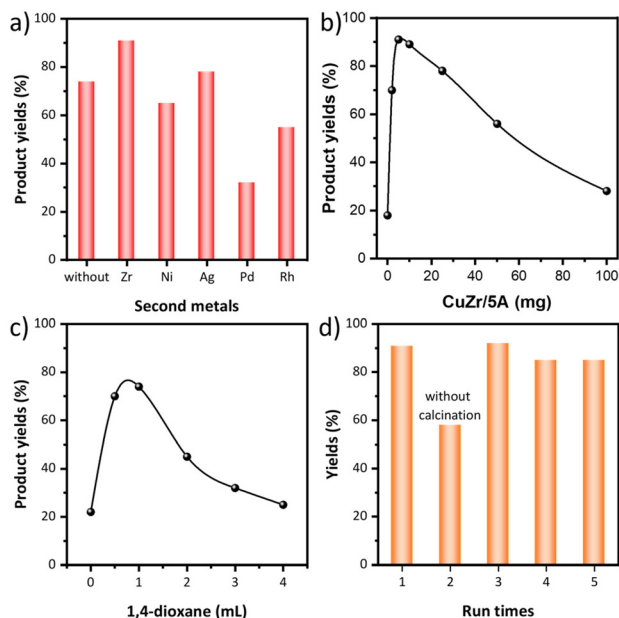 a)
Product yields (%)
100
80
60
40
20
0
without Zr Ni Ag Pd Rh
Second metals
b)
Product yields (%)
100
80
60
40
20
0
0 20 40 60 80 100
CuZr/5A (mg)
c)
Product yields (%)
100
80
60
40
20
0
0 1 2 3 4
1,4-dioxane (mL)
d)
Yields (%)
100
80
60
40
20
0
without
calcination
1 2 3 4 5
Run times